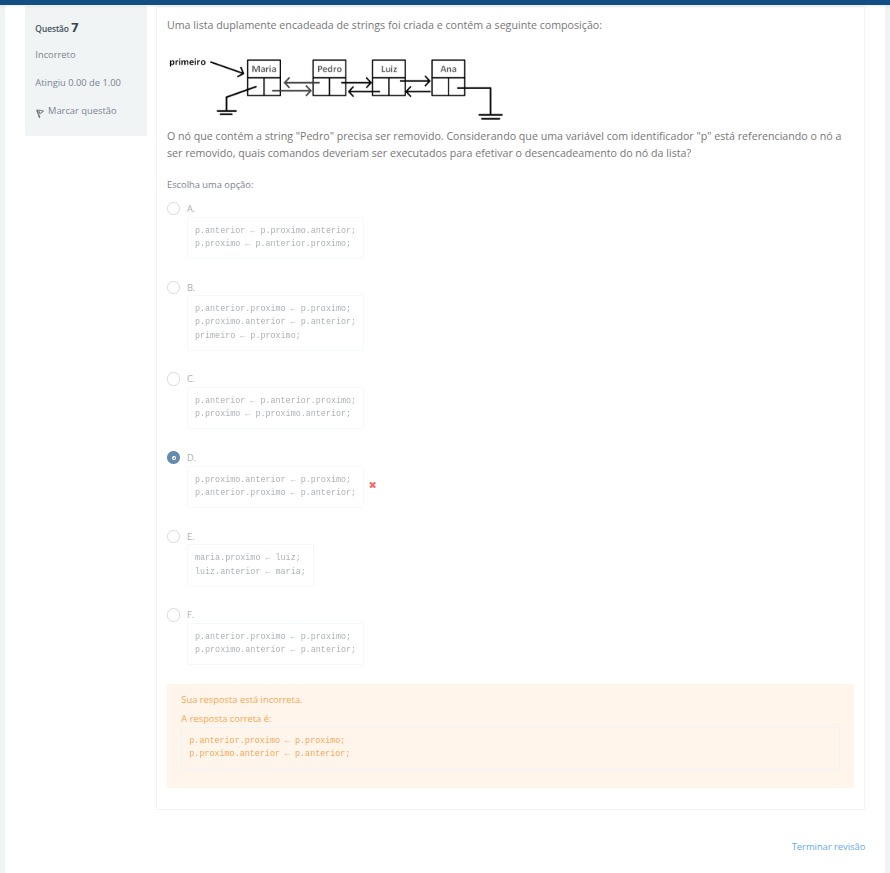 Questão 7
Incorreto
Atingiu 0.00 de 1.00
Marcar questão
Uma lista duplamente encadeada de strings foi criada e contém a seguinte composição:
primeiro
Maria Pedro Luiz Ana
O nó que contém a string "Pedro" precisa ser removido. Considerando que uma variável com identificador "p" está referenciando o nó a
ser removido, quais comandos deveriam ser executados para efetivar o desencadeamento do nó da lista?
Escolha uma opção:
A.
p.anterior ← p.proximo.anterior;
p.proximo ← p.anterior.proximo;
B.
p.anterior.proximo ← p.proximo;
p.proximo.anterior ← p.anterior;
primeiro ← p.proximo;
C.
p.anterior ← p.anterior.proximo;
p.proximo ← p.proximo.anterior;
D.
p.proximo.anterior ← p.proximo;
p.anterior.proximo ← p.anterior;
E.
maria.proximo ← luiz;
luiz.anterior ← maria;
F.
p.anterior.proximo ← p.proximo;
p.proximo.anterior ← p.anterior;
Sua resposta está incorreta.
A resposta correta é:
p.anterior.proximo ← p.proximo;
p.proximo.anterior ← p.anterior;
Terminar revisão